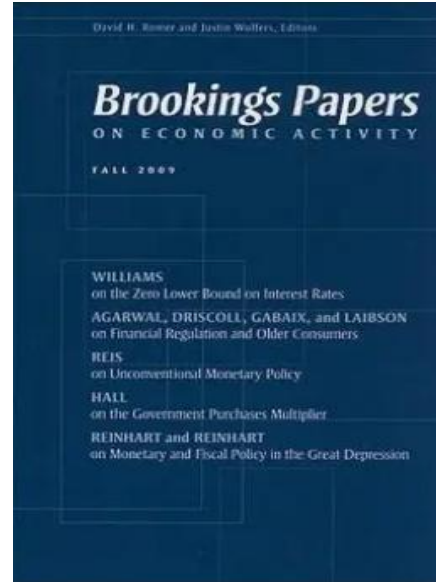 David H. Romer and Justin Wolfers, Editors
Brookings Papers
ON ECONOMIC ACTIVITY
FALL 2009
WILLIAMS
on the Zero Lower Bound on Interest Rates
AGARWAL, DRISCOLL, GABAIX, and LAIBSON
on Financial Regulation and Older Consumers
REIS
on Unconventional Monetary Policy
HALL
on the Government Purchases Multiplier
REINHART and REINHART
on Monetary and Fiscal Policy in the Great Depression